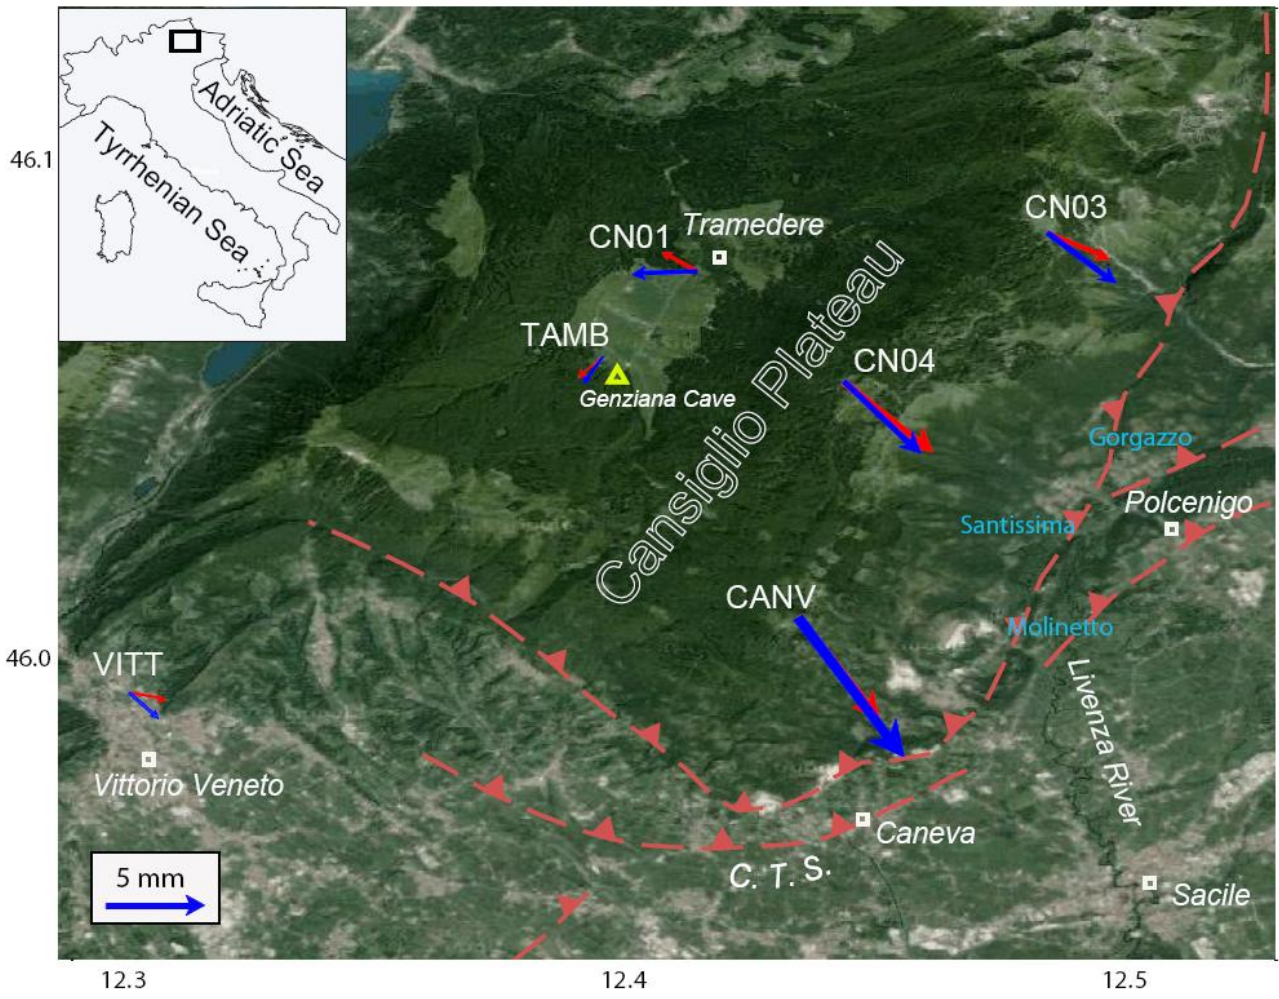 Adriatic Sea
Tyrrhenian Sea
46.1
46.0
CN03
CN01
Tramedere
TAMB
Genziana Cave
CN04
Cansiglio Plateau
Gorgazzo
Polcenigo
Santissima
CANV
Molinetto
VITT
Livenza River
Vittorio Veneto
Caneva
C. T. S.
5 mm
Sacile
12.3
12.4
12.5